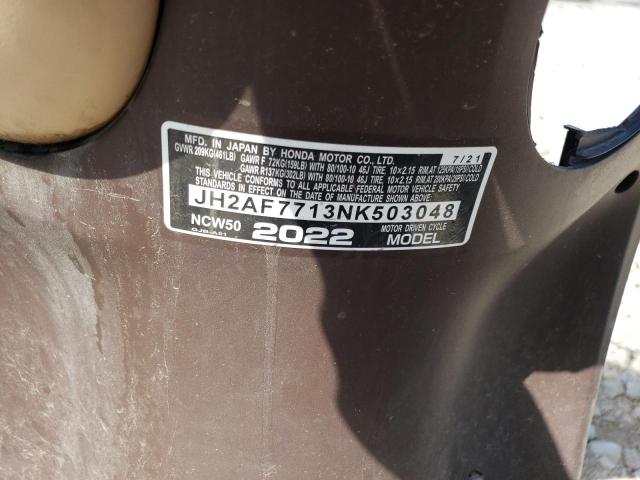 MFD. IN JAPAN BY HONDA MOTOR CO., LTD. 7/21
GVWR 209KG(461LB) GAWR F 72KG(159LB) WITH 80/100-10 46J TIRE, 10×2.15 RIM, AT 125KPA(18PSI)COLD
GAWR R137KG(302LB) WITH 80/100-10 46J TIRE, 10×2.15 RIM, AT 200KPA(29PSI)COLD
THIS VEHICLE CONFORMS TO ALL APPLICABLE FEDERAL MOTOR VEHICLE SAFETY
STANDARDS IN EFFECT ON THE DATE OF MANUFACTURE SHOWN ABOVE.
JH2AF7713NK503048
NCW50 2022 MOTOR DRIVEN CYCLE
MODEL